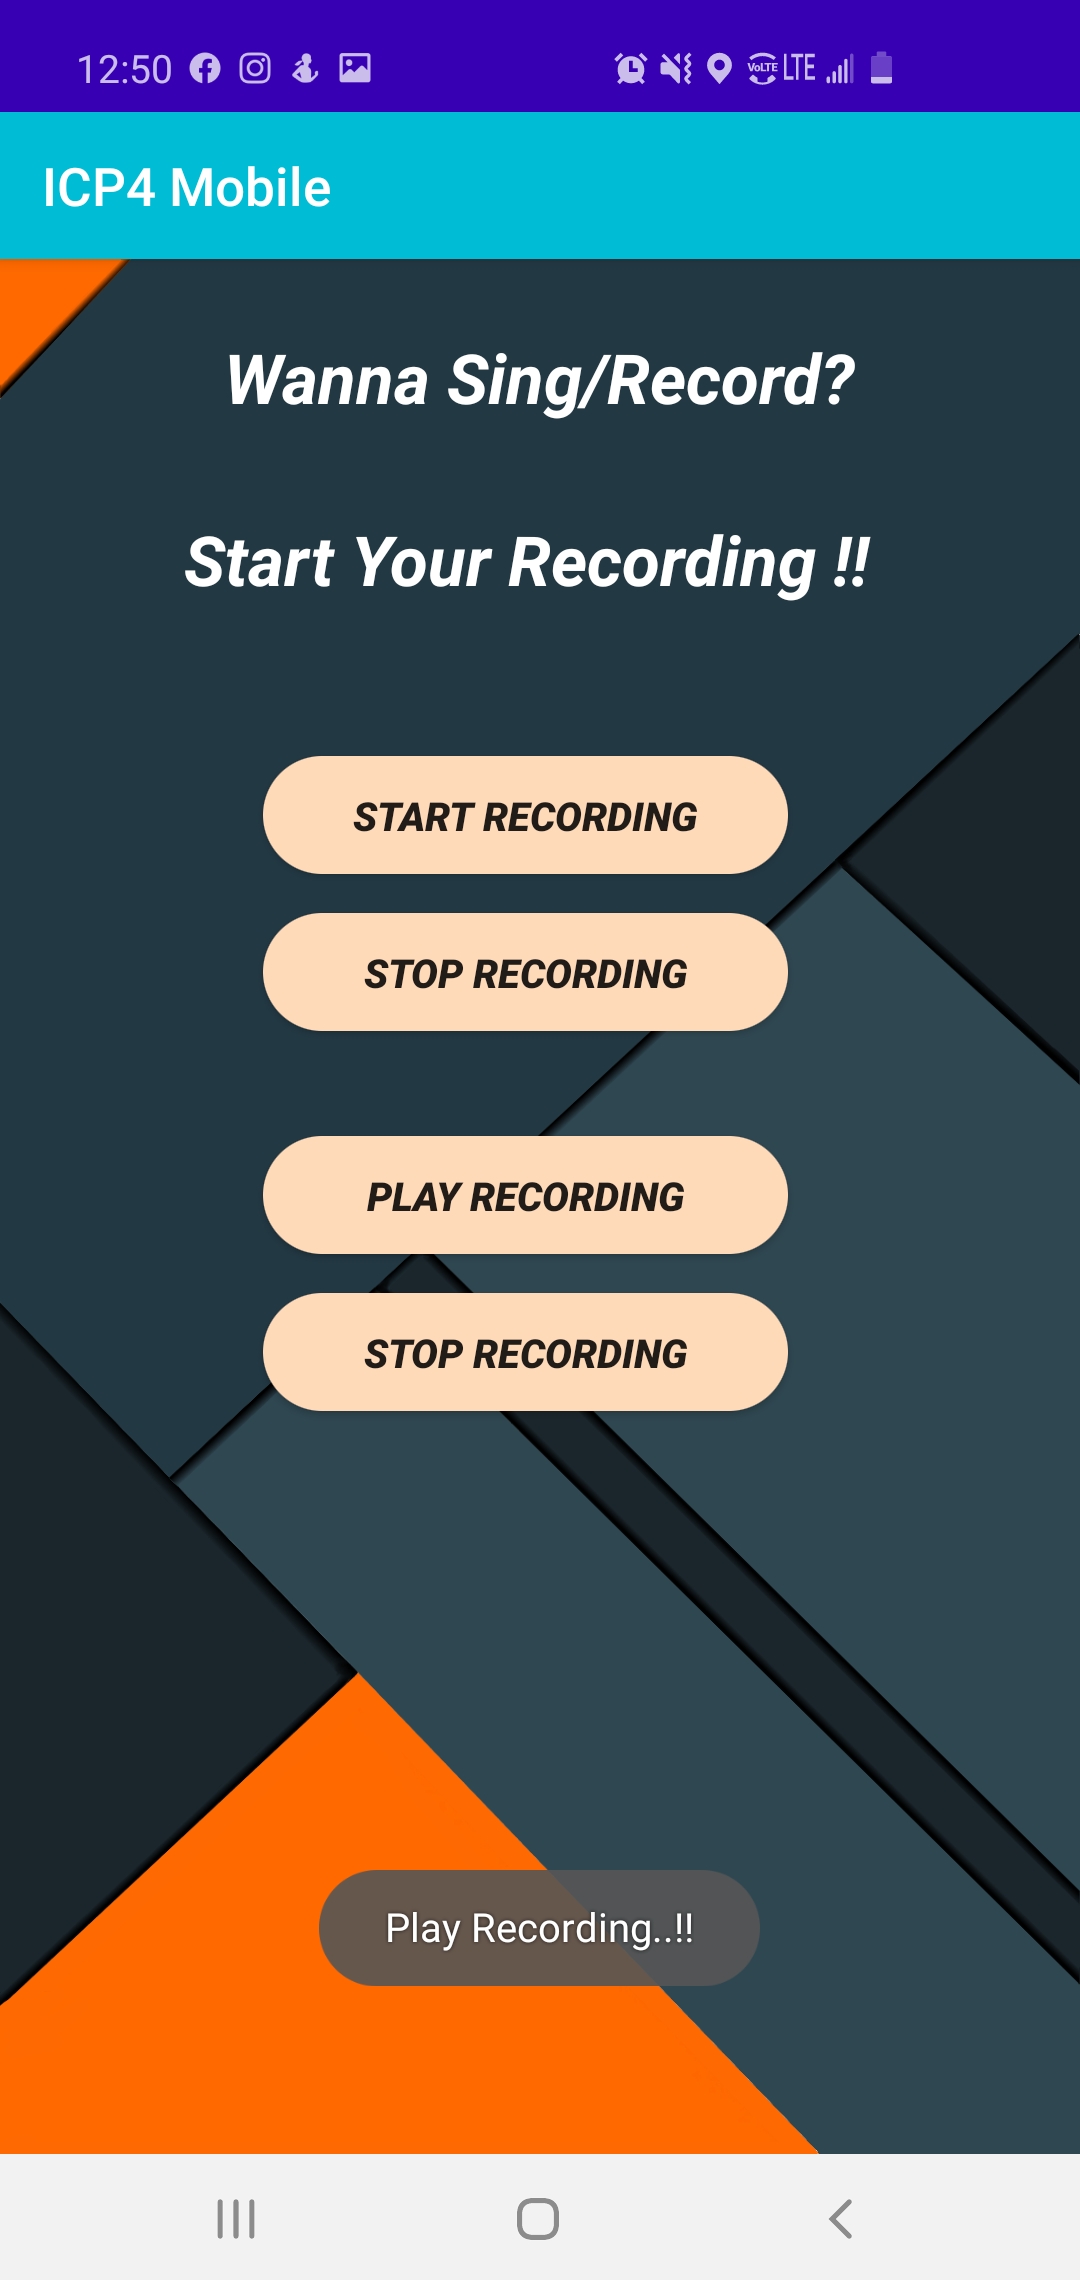 12:50 VoLTE LTE
ICP4 Mobile
Wanna Sing/Record?
Start Your Recording !!
START RECORDING
STOP RECORDING
PLAY RECORDING
STOP RECORDING
Play Recording..!!